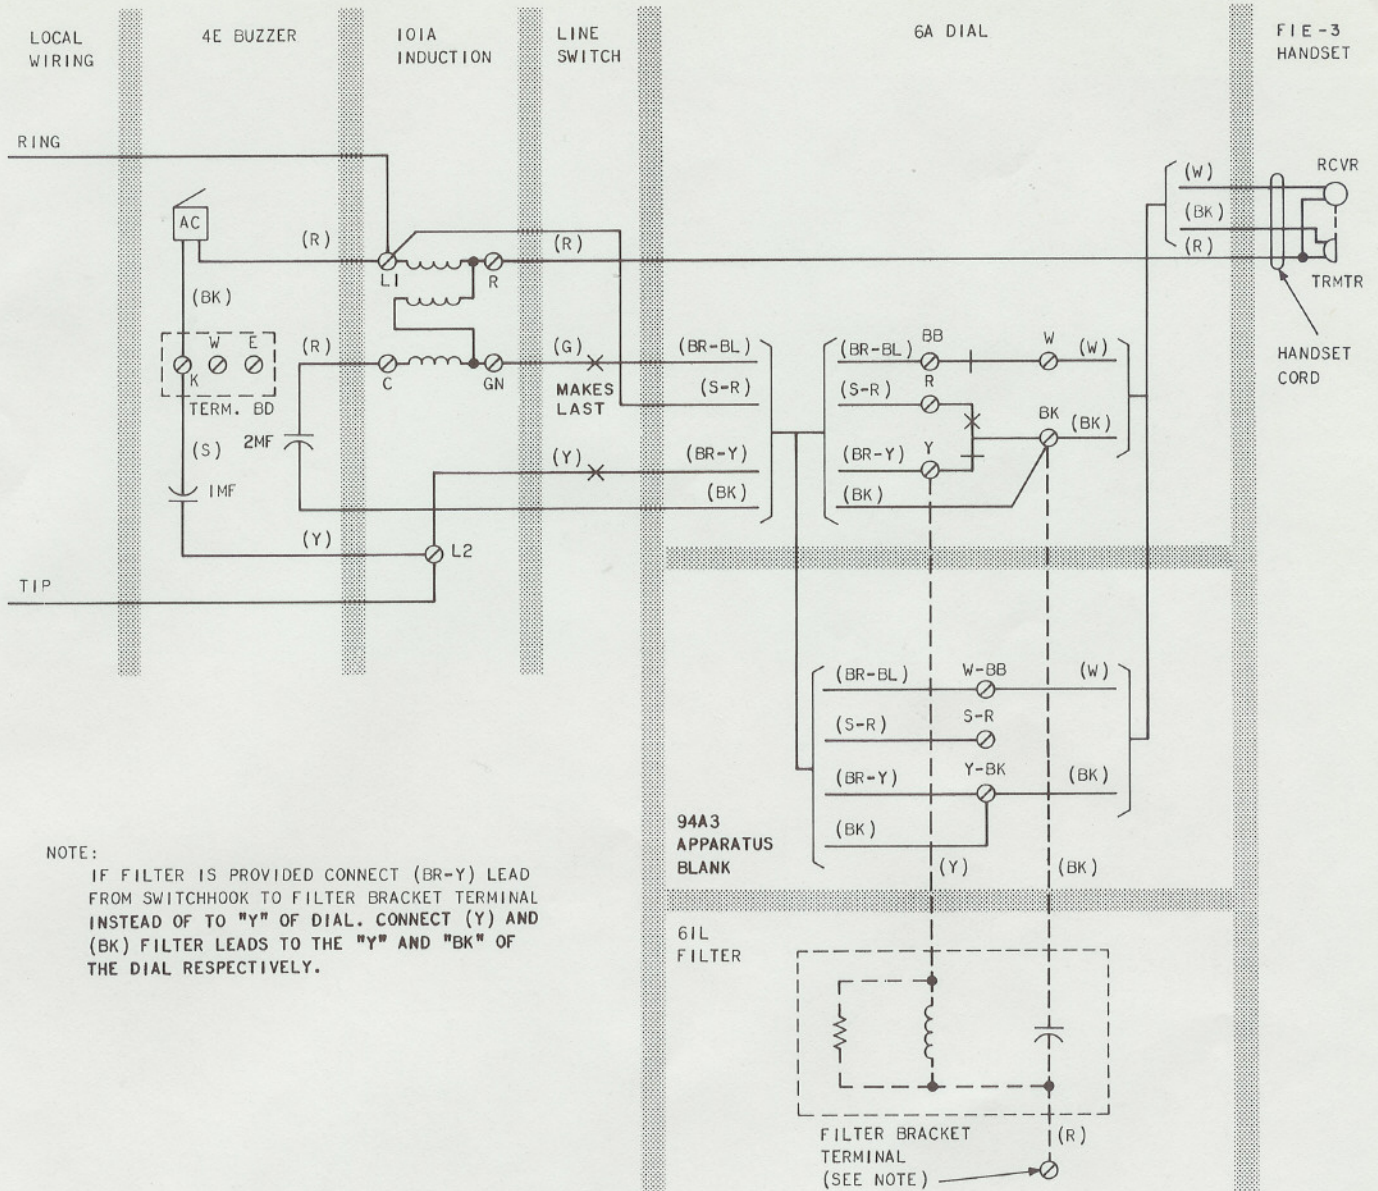 LOCAL
WIRING
4E BUZZER
101A
INDUCTION
LINE
SWITCH
6A DIAL
F1E-3
HANDSET
RING
(W)
RCVR
(BK)
(R)
TRMTR
AC
(R)
(R)
L1
R
(BK)
HANDSET
CORD
W
E
K
TERM. BD
(R)
C
GN
(G)
MAKES
LAST
(BR-BL)
(S-R)
(BR-Y)
(BK)
(BR-BL)
BB
W
(W)
(S-R)
R
BK
(BK)
(BR-Y)
Y
(BK)
(S)
2MF
1MF
(Y)
(Y)
L2
TIP
(BR-BL)
W-BB
(W)
(S-R)
S-R
(BR-Y)
Y-BK
(BK)
(BK)
94A3
APPARATUS
BLANK
(Y)
(BK)
NOTE:
IF FILTER IS PROVIDED CONNECT (BR-Y) LEAD
FROM SWITCHHOOK TO FILTER BRACKET TERMINAL
INSTEAD OF TO "Y" OF DIAL. CONNECT (Y) AND
(BK) FILTER LEADS TO THE "Y" AND "BK" OF
THE DIAL RESPECTIVELY.
61L
FILTER
FILTER BRACKET
TERMINAL
(SEE NOTE)
(R)